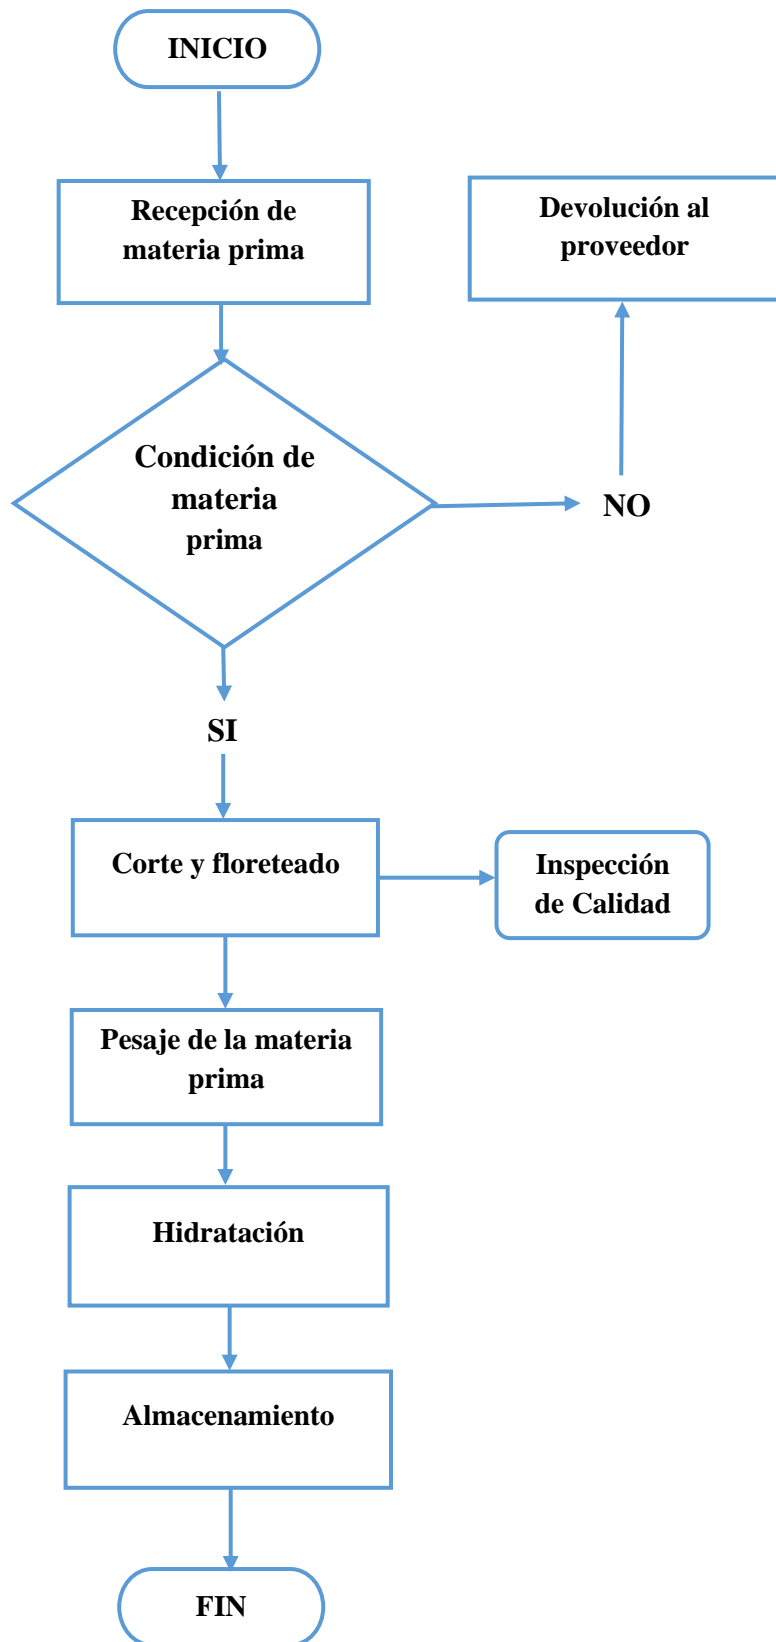 INICIO
Recepción de
materia prima
Devolución al
proveedor
Condición de
materia
prima
NO
SI
Corte y floreteado
Inspección
de Calidad
Pesaje de la materia
prima
Hidratación
Almacenamiento
FIN